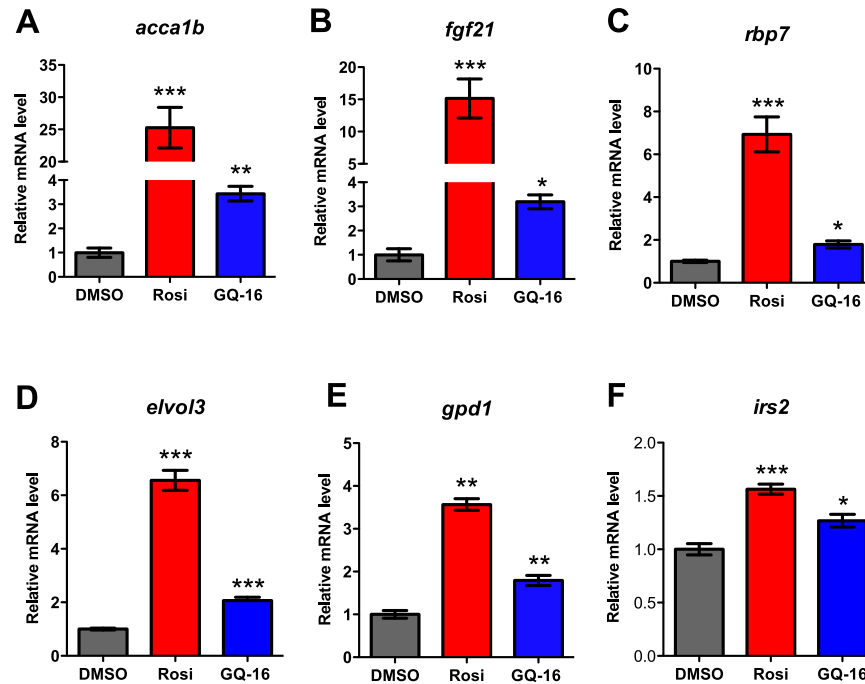 A
acca1b
Relative mRNA level
35
30
25
20
4
3
2
1
0
***
**
DMSO Rosi GQ-16
B
fgf21
Relative mRNA level
20
15
10
5
4
3
2
1
0
***
*
DMSO Rosi GQ-16
C
rbp7
Relative mRNA level
10
8
6
4
2
0
***
*
DMSO Rosi GQ-16
D
elvol3
Relative mRNA level
8
6
4
2
0
***
***
DMSO Rosi GQ-16
E
gpd1
Relative mRNA level
5
4
3
2
1
0
**
**
DMSO Rosi GQ-16
F
irs2
Relative mRNA level
2.0
1.5
1.0
0.5
0.0
***
*
DMSO Rosi GQ-16